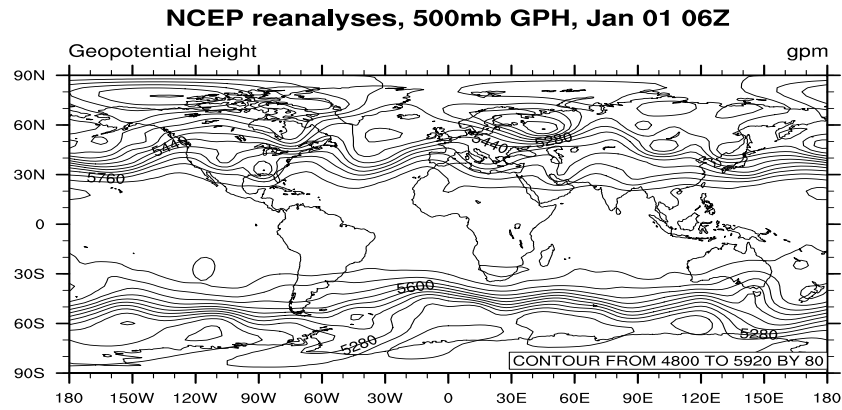 NCEP reanalyses, 500mb GPH, Jan 01 06Z
Geopotential height gpm
90N
60N
5440 5440 5280
30N
5760
0
30S
5600
60S
5280 5280
CONTOUR FROM 4800 TO 5920 BY 80
90S
180 150W 120W 90W 60W 30W 0 30E 60E 90E 120E 150E 180